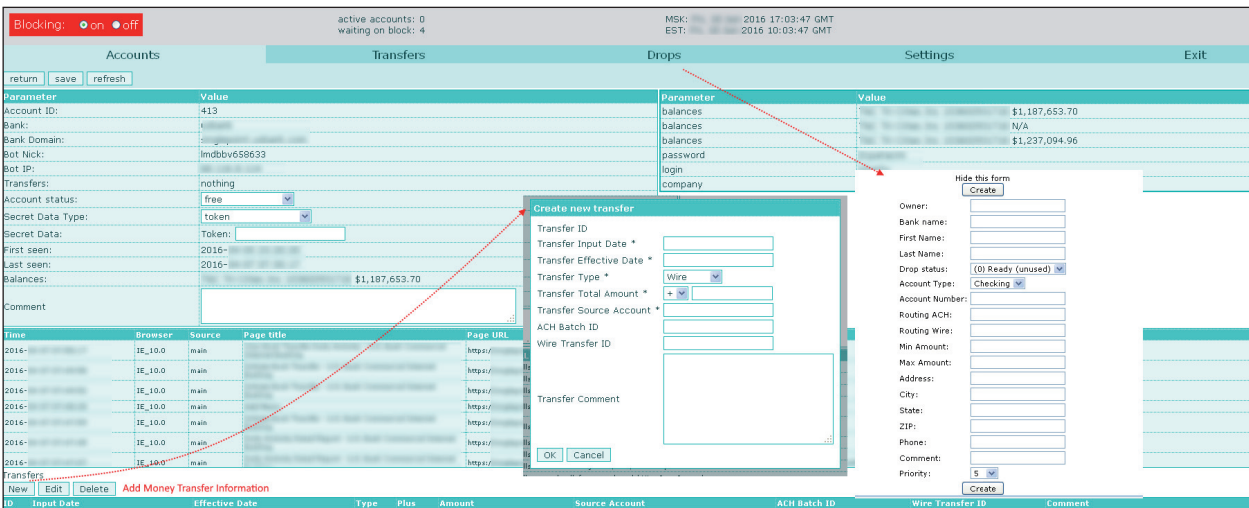 Blocking: on off
active accounts: 0
waiting on block: 4
MSK: 2016 17:03:47 GMT
EST: 2016 10:03:47 GMT
Accounts Transfers Drops Settings Exit
return save refresh
Parameter Value
Account ID: 413
Bank:
Bank Domain:
Bot Nick: lmdbbv658633
Bot IP:
Transfers: nothing
Account status: free
Secret Data Type: token
Secret Data: Token:
First seen: 2016-
Last seen: 2016-
Balances: $1,187,653.70
Comment
Parameter Value
balances $1,187,653.70
balances N/A
balances $1,237,094.96
password
login
company
Time Browser Source Page title Page URL
2016- IE_10.0 main https:/
2016- IE_10.0 main https:/
2016- IE_10.0 main https:/
2016- IE_10.0 main https:/
2016- IE_10.0 main https:/
2016- IE_10.0 main https:/
2016- IE_10.0 main https:/
Create new transfer
Transfer ID
Transfer Input Date *
Transfer Effective Date *
Transfer Type * Wire
Transfer Total Amount * +
Transfer Source Account *
ACH Batch ID
Wire Transfer ID
Transfer Comment
OK Cancel
Hide this form
Create
Owner:
Bank name:
First Name:
Last Name:
Drop status: (0) Ready (unused)
Account Type: Checking
Account Number:
Routing ACH:
Routing Wire:
Min Amount:
Max Amount:
Address:
City:
State:
ZIP:
Phone:
Comment:
Priority: 5
Create
Transfers
New Edit Delete Add Money Transfer Information
ID Input Date Effective Date Type Plus Amount Source Account ACH Batch ID Wire Transfer ID Comment